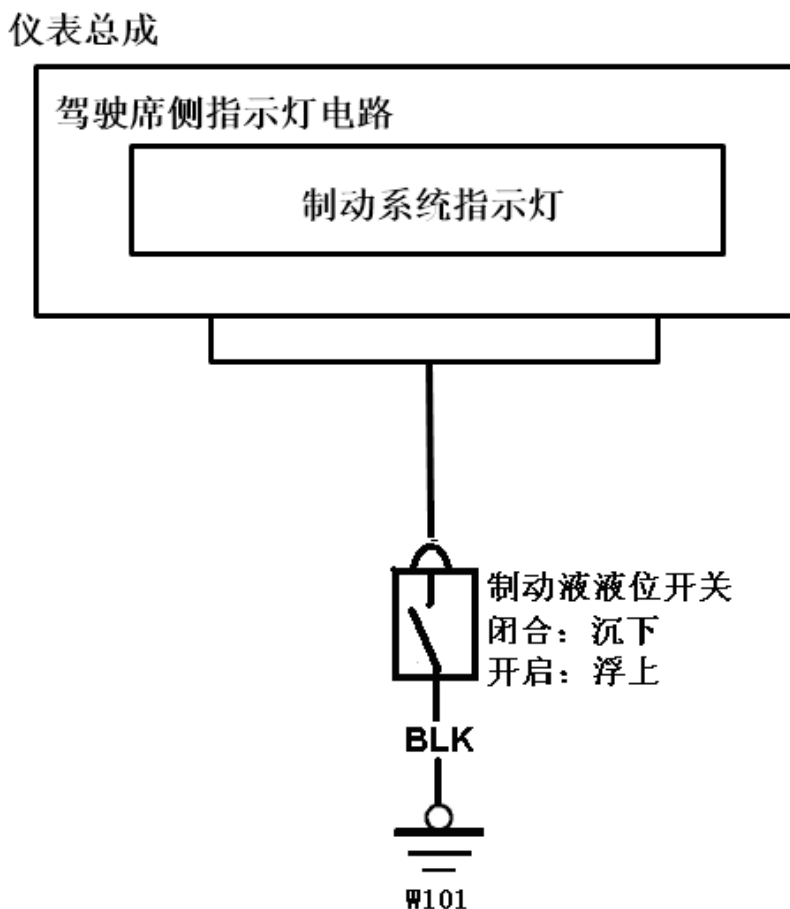 仪表总成
驾驶席侧指示灯电路
制动系统指示灯
制动液液位开关
闭合：沉下
开启：浮上
BLK
W101